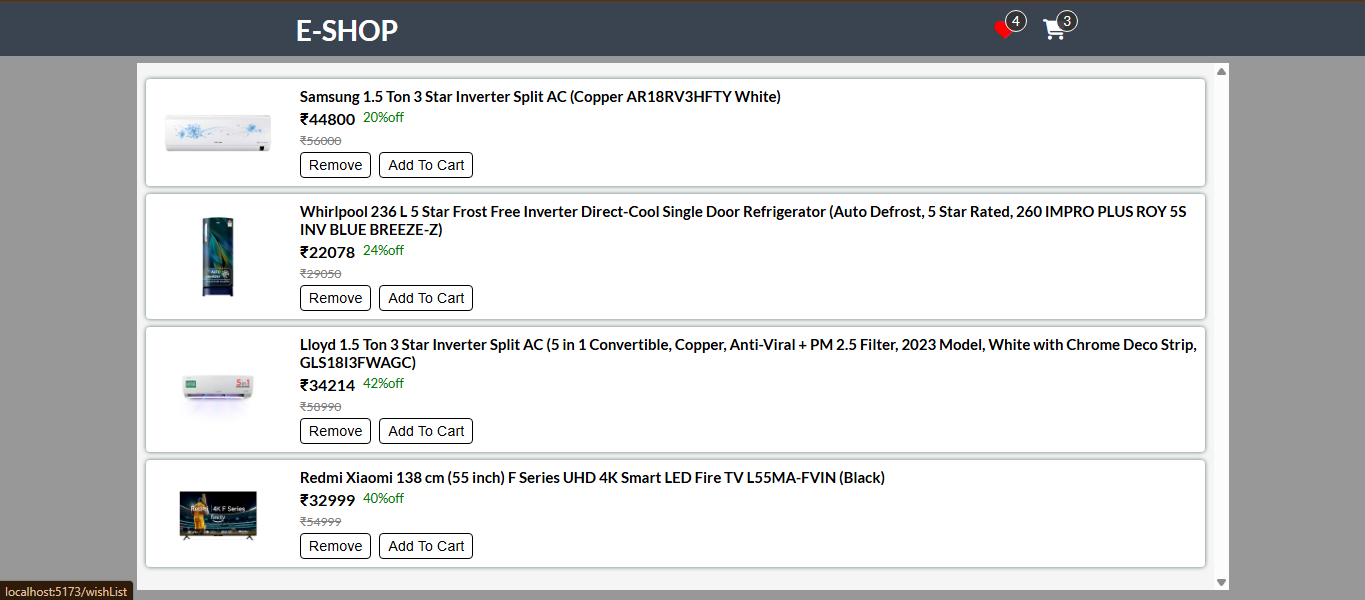 E-SHOP
4
3
Samsung 1.5 Ton 3 Star Inverter Split AC (Copper AR18RV3HFTY White)
₹44800 20%off
₹56000
Remove Add To Cart
Whirlpool 236 L 5 Star Frost Free Inverter Direct-Cool Single Door Refrigerator (Auto Defrost, 5 Star Rated, 260 IMPRO PLUS ROY 5S
INV BLUE BREEZE-Z)
₹22078 24%off
₹29050
Remove Add To Cart
Lloyd 1.5 Ton 3 Star Inverter Split AC (5 in 1 Convertible, Copper, Anti-Viral + PM 2.5 Filter, 2023 Model, White with Chrome Deco Strip,
GLS18I3FWAGC)
5in1
₹34214 42%off
₹58990
Remove Add To Cart
Redmi Xiaomi 138 cm (55 inch) F Series UHD 4K Smart LED Fire TV L55MA-FVIN (Black)
₹32999 40%off
Redmi 4K F Series
firetv
₹54999
Remove Add To Cart
localhost:5173/wishList